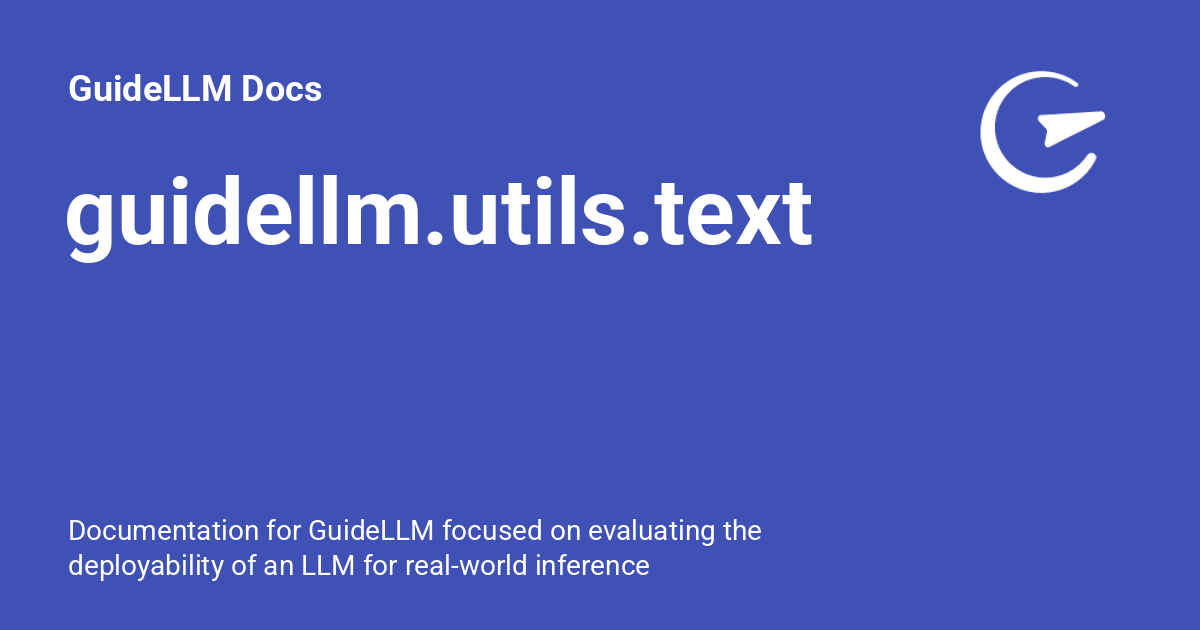 GuideLLM Docs
guidellm.utils.text
Documentation for GuideLLM focused on evaluating the
deployability of an LLM for real-world inference